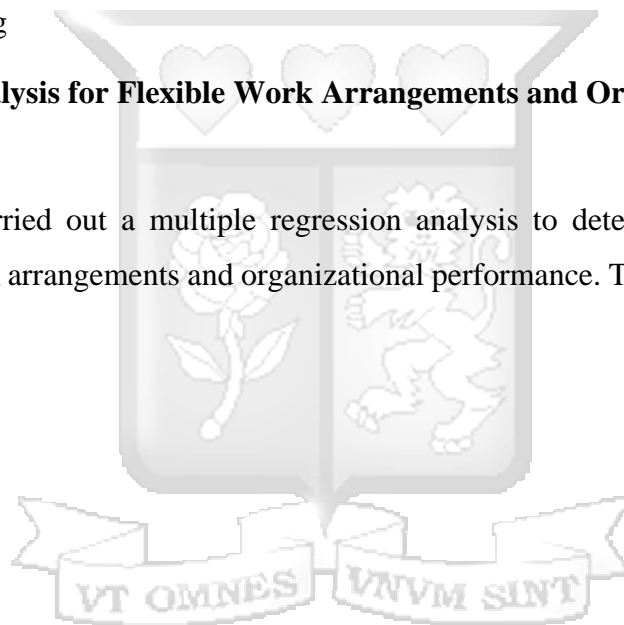 g
alysis for Flexible Work Arrangements and Or
rried out a multiple regression analysis to dete
arrangements and organizational performance. T
VT OMNES VNVM SINT